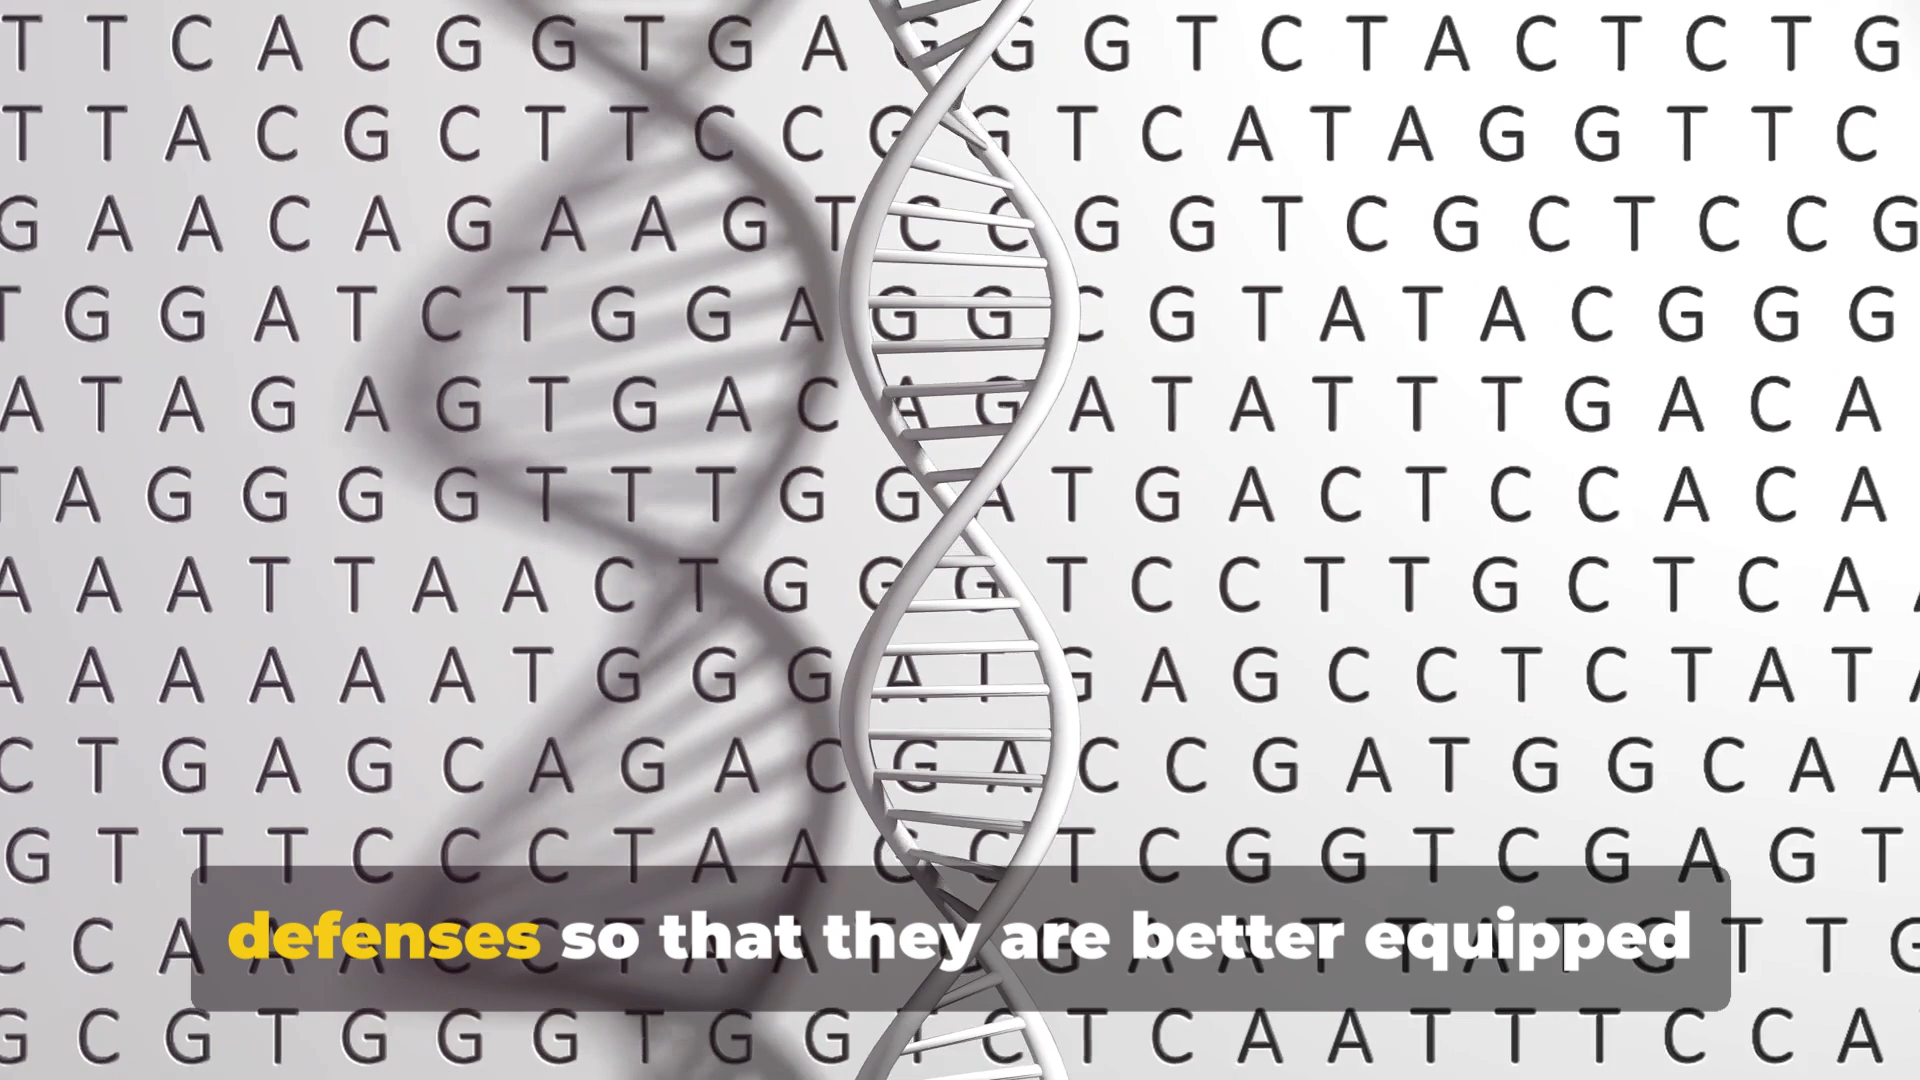 T T C A C G G T G A G G G T C T A C T C T G
T T A C G C T T C C G G T C A T A G G T T C
G A A C A G A A G T C C G G T C G C T C C G
T G G A T C T G G A G G C G T A T A C G G G
A T A G A G T G A C A G A T A T T T G A C A
T A G G G G T T T G G A T G A C T C C A C A
A A A T T A A C T G G G T C C T T G C T C A
A A A A A A T G G G A T G A G C C T C T A T A
C T G A G C A G A C G A C C G A T G G C A A
G T T T C C C T A A G C T C G G T C G A G T
defenses so that they are better equipped
G C G T G G G T G G T C T C A A T T T C C A